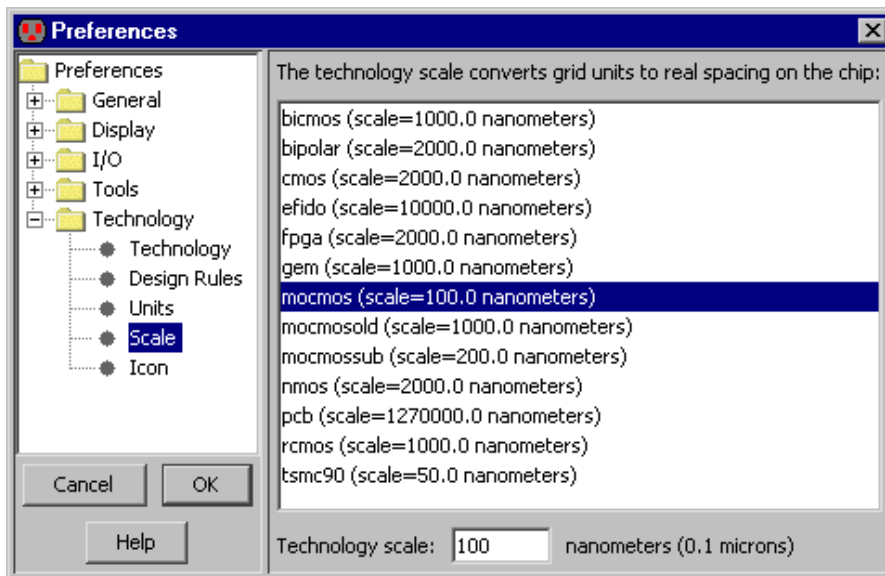 Preferences
Preferences
General
Display
I/O
Tools
Technology
Technology
Design Rules
Units
Scale
Icon
Cancel
OK
Help
The technology scale converts grid units to real spacing on the chip:
bicmos (scale=1000.0 nanometers)
bipolar (scale=2000.0 nanometers)
cmos (scale=2000.0 nanometers)
efido (scale=10000.0 nanometers)
fpga (scale=2000.0 nanometers)
gem (scale=1000.0 nanometers)
mocmos (scale=100.0 nanometers)
mocmosold (scale=1000.0 nanometers)
mocmossub (scale=200.0 nanometers)
nmos (scale=2000.0 nanometers)
pcb (scale=1270000.0 nanometers)
rcmos (scale=1000.0 nanometers)
tsmc90 (scale=50.0 nanometers)
Technology scale: 100 nanometers (0.1 microns)